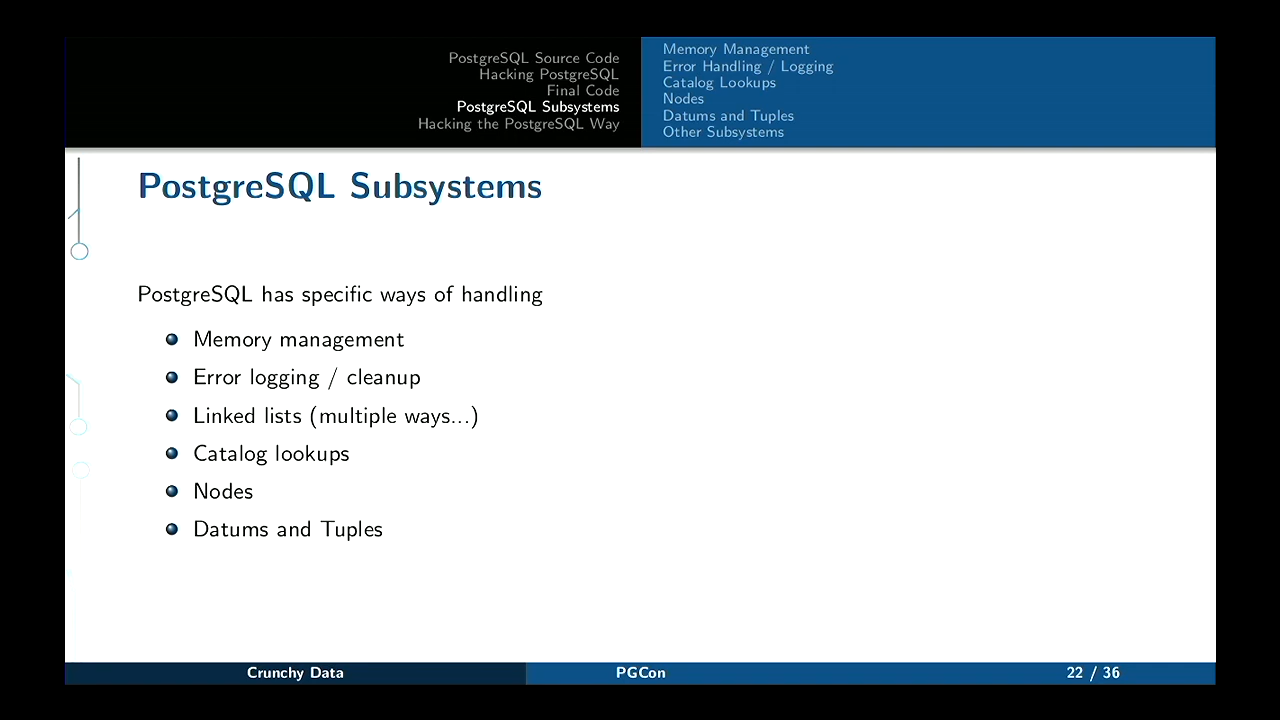 PostgreSQL Source Code
Hacking PostgreSQL
Final Code
PostgreSQL Subsystems
Hacking the PostgreSQL Way
Memory Management
Error Handling / Logging
Catalog Lookups
Nodes
Datums and Tuples
Other Subsystems
PostgreSQL Subsystems
PostgreSQL has specific ways of handling
Memory management
Error logging / cleanup
Linked lists (multiple ways...)
Catalog lookups
Nodes
Datums and Tuples
Crunchy Data
PGCon
22 / 36